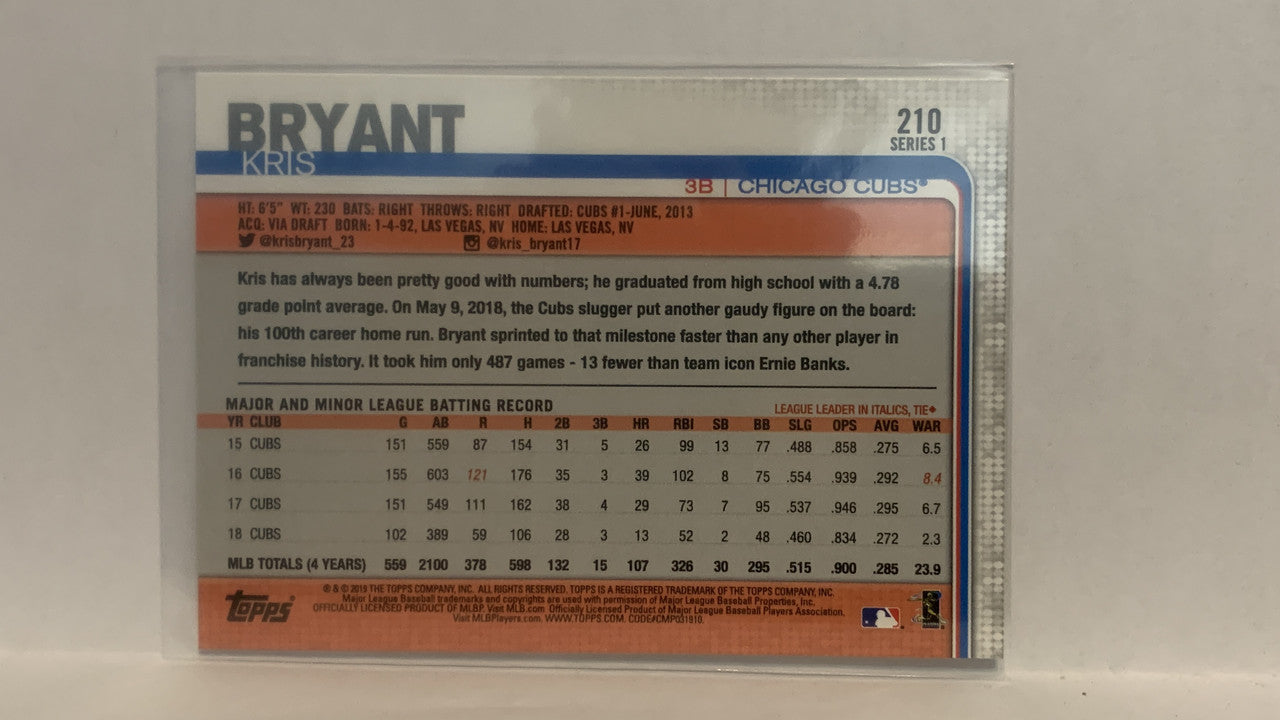 BRYANT
KRIS
210
SERIES 1
3B | CHICAGO CUBS®
HT: 6'5" WT: 230 BATS: RIGHT THROWS: RIGHT DRAFTED: CUBS #1-JUNE, 2013
ACQ: VIA DRAFT BORN: 1-4-92, LAS VEGAS, NV HOME: LAS VEGAS, NV
@krisbryant_23 @kris_bryant17
Kris has always been pretty good with numbers; he graduated from high school with a 4.78
grade point average. On May 9, 2018, the Cubs slugger put another gaudy figure on the board:
his 100th career home run. Bryant sprinted to that milestone faster than any other player in
franchise history. It took him only 487 games - 13 fewer than team icon Ernie Banks.
MAJOR AND MINOR LEAGUE BATTING RECORD
LEAGUE LEADER IN ITALICS, TIE◆
YR CLUB G AB R H 2B 3B HR RBI SB BB SLG OPS AVG WAR
15 CUBS 151 559 87 154 31 5 26 99 13 77 .488 .858 .275 6.5
16 CUBS 155 603 121 176 35 3 39 102 8 75 .554 .939 .292 8.4
17 CUBS 151 549 111 162 38 4 29 73 7 95 .537 .946 .295 6.7
18 CUBS 102 389 59 106 28 3 13 52 2 48 .460 .834 .272 2.3
MLB TOTALS (4 YEARS) 559 2100 378 598 132 15 107 326 30 295 .515 .900 .285 23.9
Topps®
® & © 2019 THE TOPPS COMPANY, INC. ALL RIGHTS RESERVED. TOPPS IS A REGISTERED TRADEMARK OF THE TOPPS COMPANY, INC.
Major League Baseball trademarks and copyrights are used with permission of Major League Baseball Properties, Inc.
OFFICIALLY LICENSED PRODUCT OF MLBP. Visit MLB.com Officially Licensed Product of Major League Baseball Players Association.
Visit MLBPlayers.com. WWW.TOPPS.COM. CODE#CMP031910.